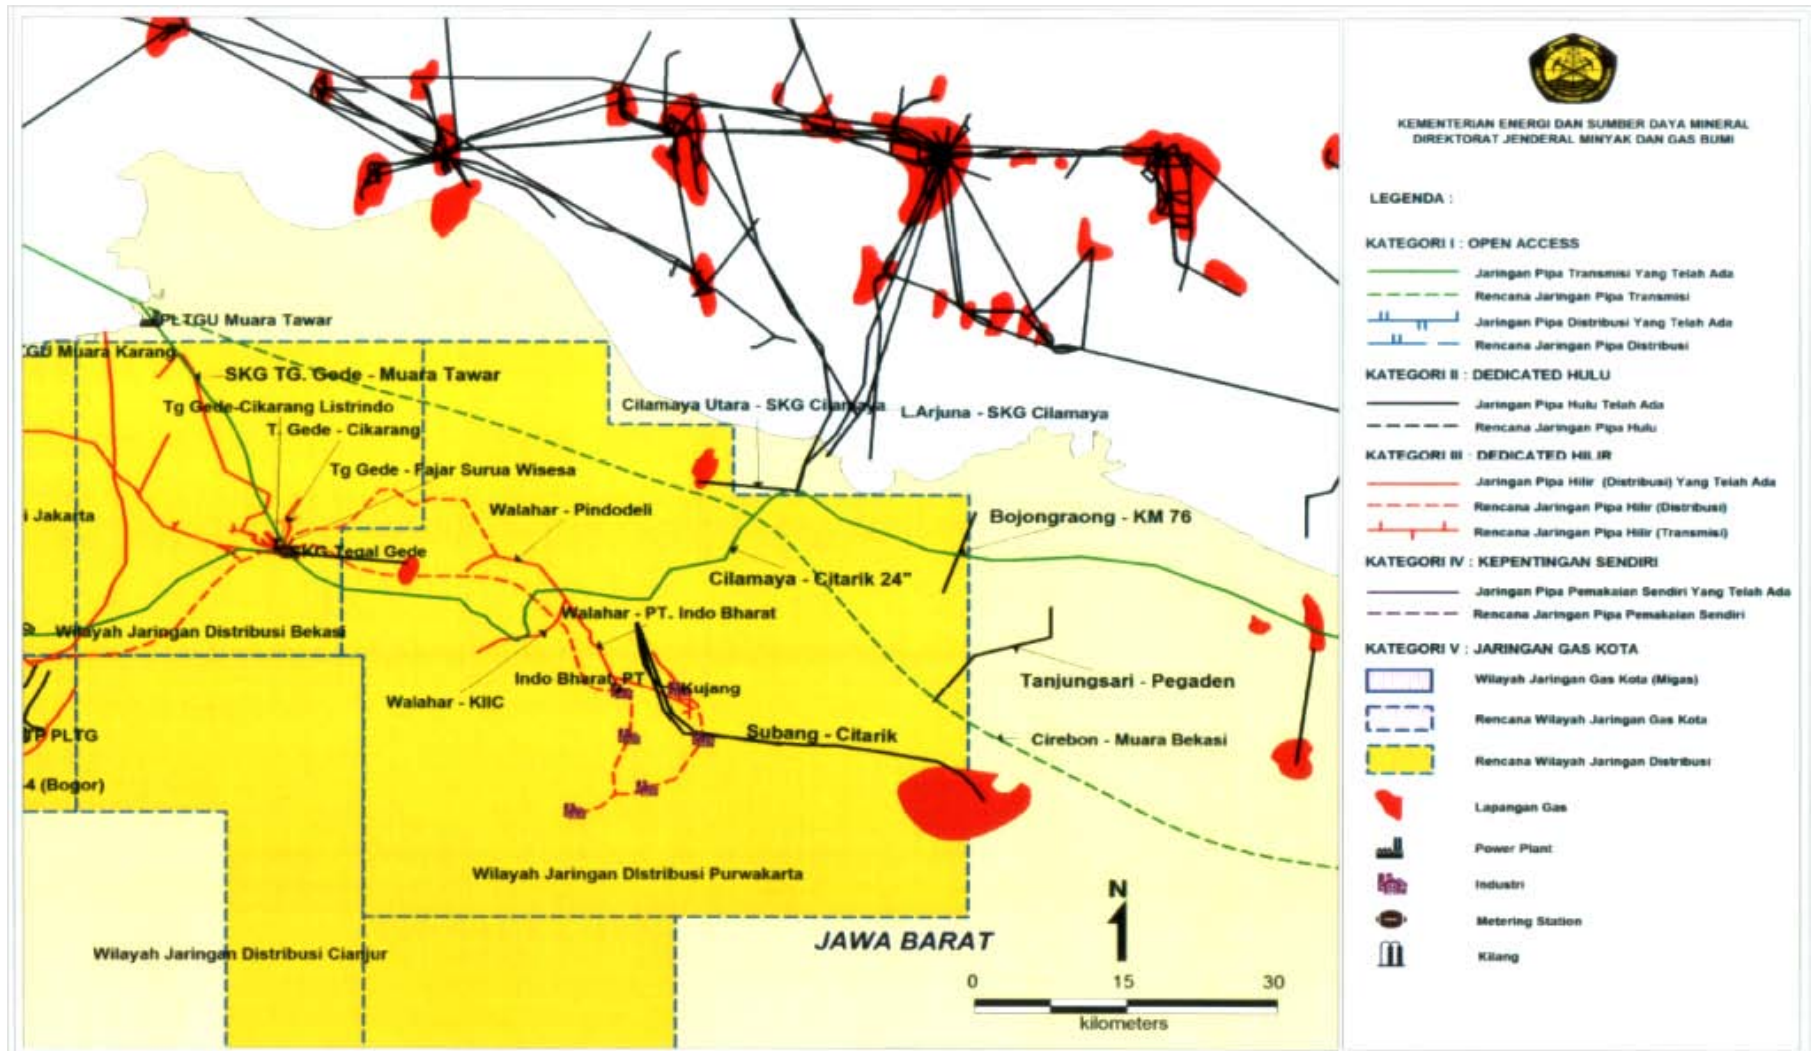 PLTGU Muara Tawar
GU Muara Karang
SKG TG. Gede - Muara Tawar
Tg Gede-Cikarang Listrindo
T. Gede - Cikarang
Cilamaya Utara - SKG Cilamaya
L.Arjuna - SKG Cilamaya
Tg Gede - Fajar Surua Wisesa
Walahar - Pindodeli
i Jakarta
Bojongraong - KM 76
SKG Tegal Gede
Cilamaya - Citarik 24"
Walahar - PT. Indo Bharat
Wilayah Jaringan Distribusi Bekasi
Indo Bharat, PT
Kujang
Tanjungsari - Pegaden
Walahar - KIIC
TP PLTG
Subang - Citarik
Cirebon - Muara Bekasi
-4 (Bogor)
Wilayah Jaringan Distribusi Purwakarta
Wilayah Jaringan Distribusi Cianjur
JAWA BARAT
N
0 15 30
kilometers
KEMENTERIAN ENERGI DAN SUMBER DAYA MINERAL
DIREKTORAT JENDERAL MINYAK DAN GAS BUMI
LEGENDA :
KATEGORI I : OPEN ACCESS
Jaringan Pipa Transmisi Yang Telah Ada
Rencana Jaringan Pipa Transmisi
Jaringan Pipa Distribusi Yang Telah Ada
Rencana Jaringan Pipa Distribusi
KATEGORI II : DEDICATED HULU
Jaringan Pipa Hulu Telah Ada
Rencana Jaringan Pipa Hulu
KATEGORI III : DEDICATED HILIR
Jaringan Pipa Hilir (Distribusi) Yang Telah Ada
Rencana Jaringan Pipa Hilir (Distribusi)
Rencana Jaringan Pipa Hilir (Transmisi)
KATEGORI IV : KEPENTINGAN SENDIRI
Jaringan Pipa Pemakaian Sendiri Yang Telah Ada
Rencana Jaringan Pipa Pemakaian Sendiri
KATEGORI V : JARINGAN GAS KOTA
Wilayah Jaringan Gas Kota (Migas)
Rencana Wilayah Jaringan Gas Kota
Rencana Wilayah Jaringan Distribusi
Lapangan Gas
Power Plant
Industri
Metering Station
Kilang